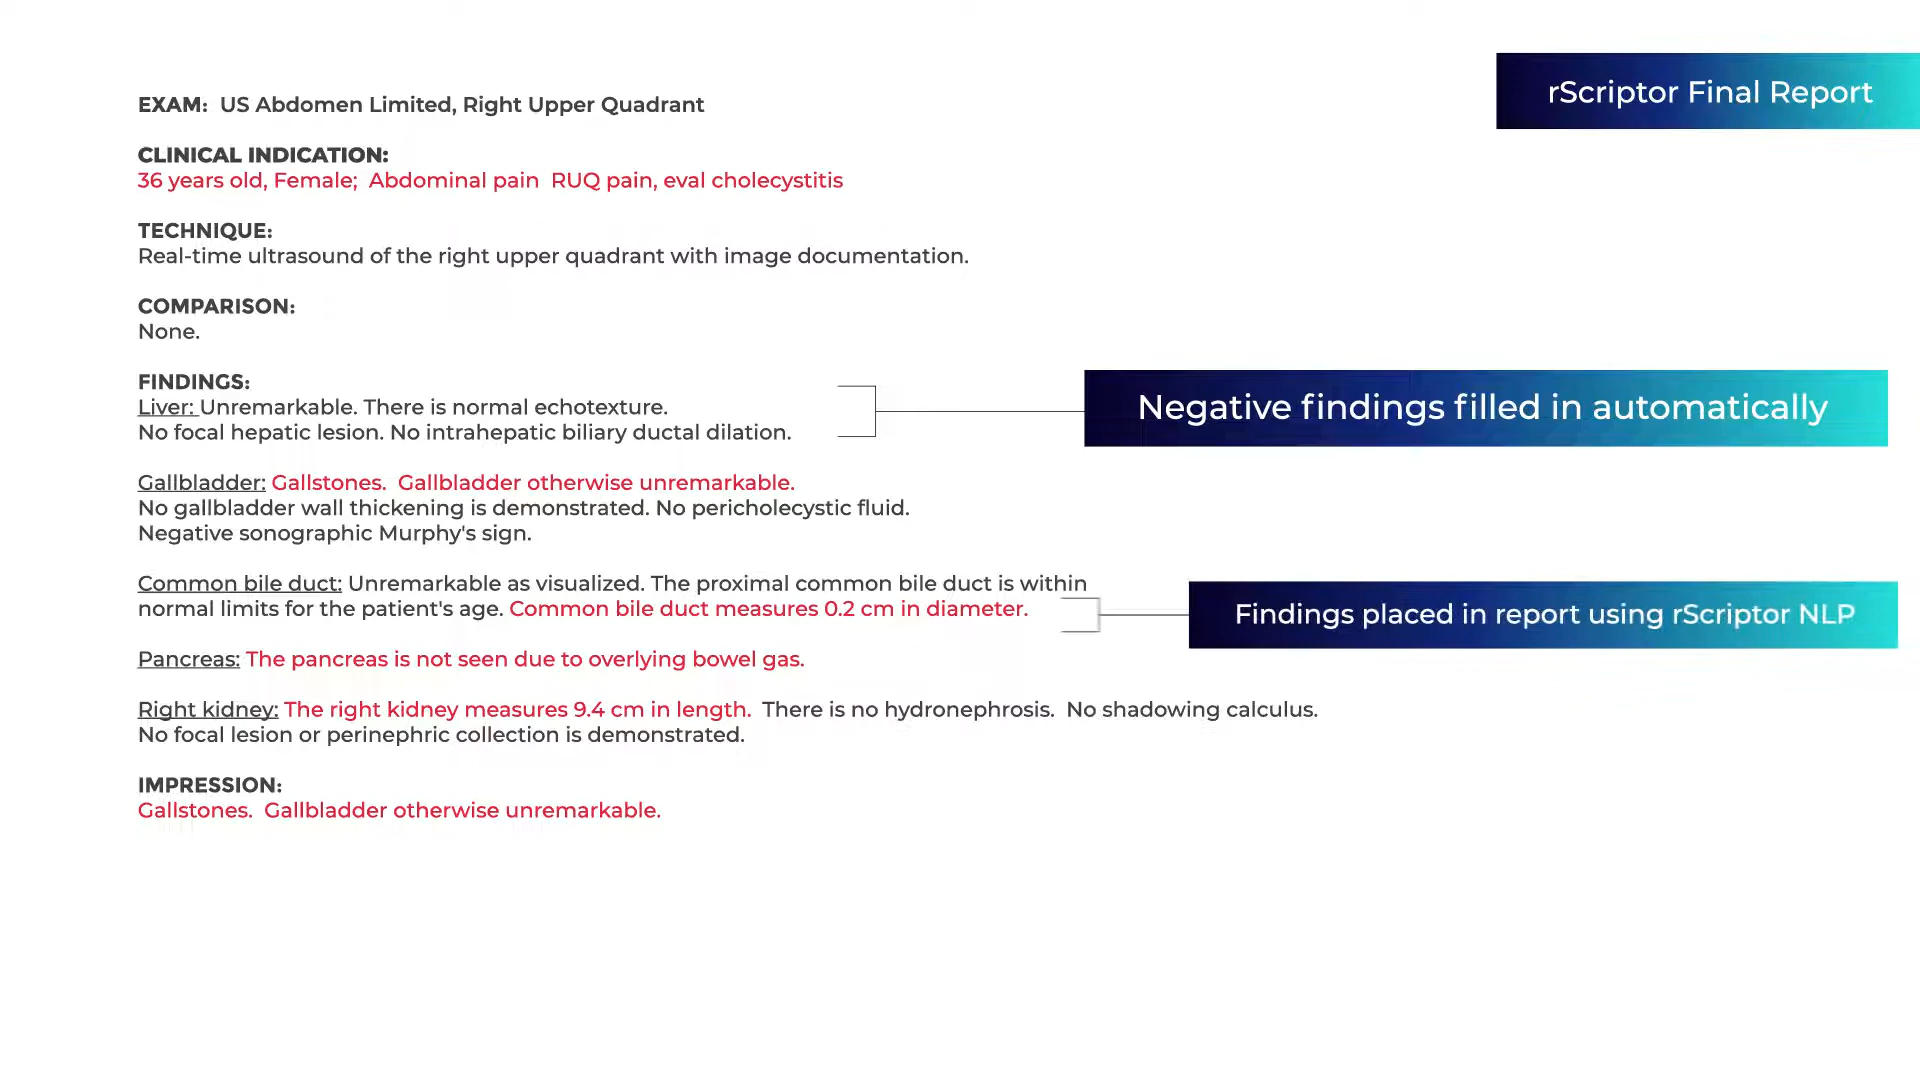 rScriptor Final Report
EXAM: US Abdomen Limited, Right Upper Quadrant
CLINICAL INDICATION:
36 years old, Female; Abdominal pain RUQ pain, eval cholecystitis
TECHNIQUE:
Real-time ultrasound of the right upper quadrant with image documentation.
COMPARISON:
None.
FINDINGS:
Liver: Unremarkable. There is normal echotexture.
No focal hepatic lesion. No intrahepatic biliary ductal dilation.
Negative findings filled in automatically
Gallbladder: Gallstones. Gallbladder otherwise unremarkable.
No gallbladder wall thickening is demonstrated. No pericholecystic fluid.
Negative sonographic Murphy's sign.
Common bile duct: Unremarkable as visualized. The proximal common bile duct is within
normal limits for the patient's age. Common bile duct measures 0.2 cm in diameter.
Findings placed in report using rScriptor NLP
Pancreas: The pancreas is not seen due to overlying bowel gas.
Right kidney: The right kidney measures 9.4 cm in length. There is no hydronephrosis. No shadowing calculus.
No focal lesion or perinephric collection is demonstrated.
IMPRESSION:
Gallstones. Gallbladder otherwise unremarkable.